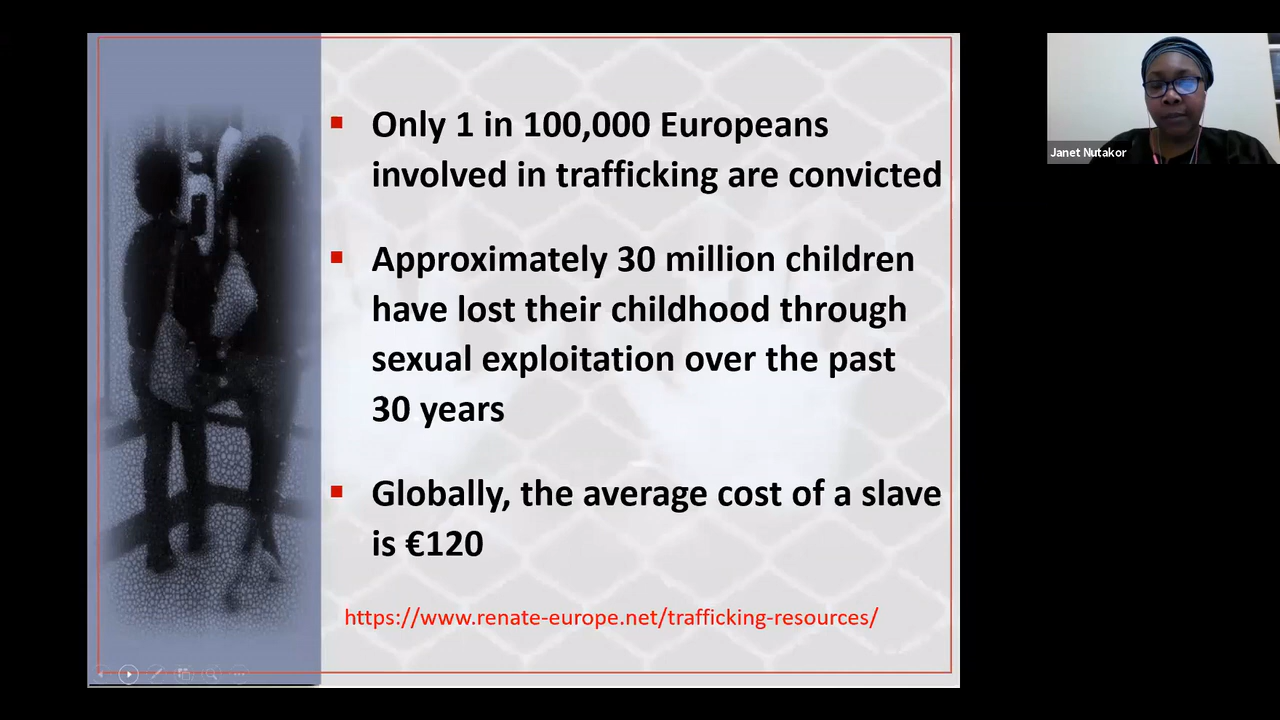 Only 1 in 100,000 Europeans
involved in trafficking are convicted
Approximately 30 million children
have lost their childhood through
sexual exploitation over the past
30 years
Globally, the average cost of a slave
is €120
https://www.renate-europe.net/trafficking-resources/
Janet Nutakor